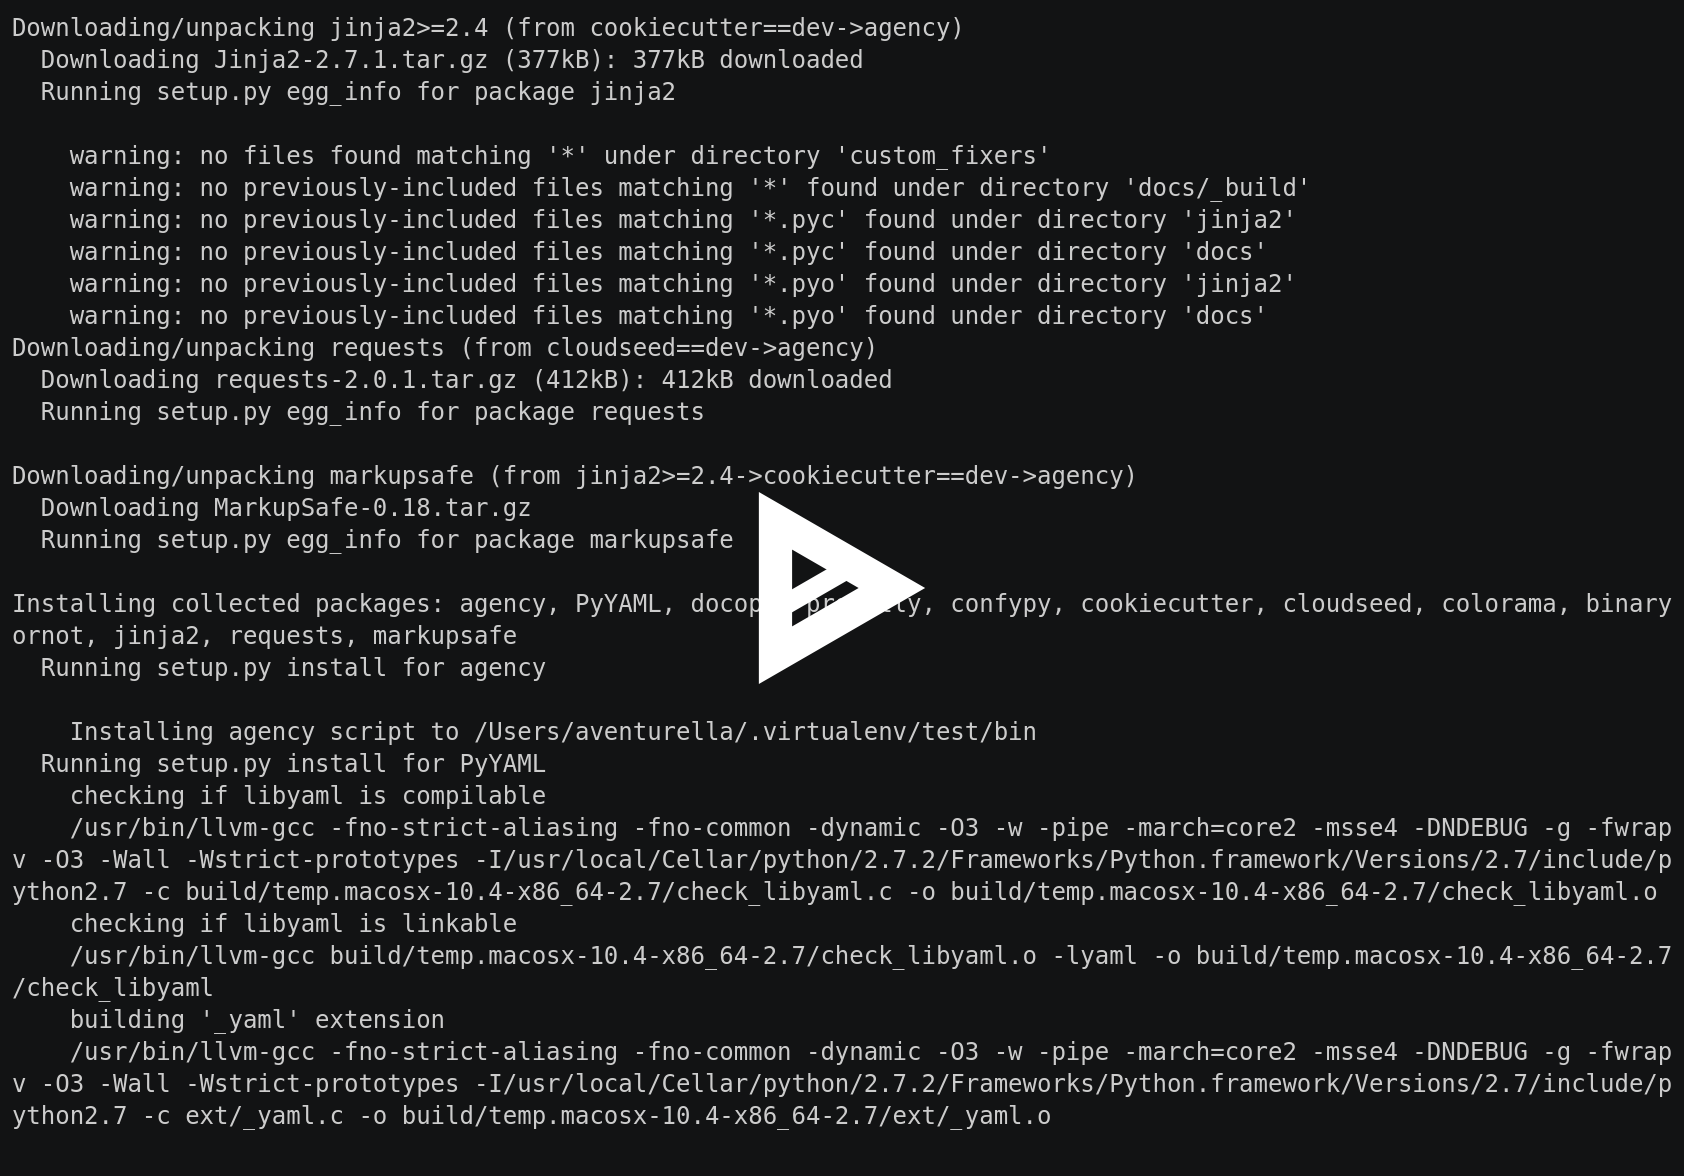 Downloading/unpacking jinja2>=2.4 (from cookiecutter==dev->agency)
  Downloading Jinja2-2.7.1.tar.gz (377kB): 377kB downloaded
  Running setup.py egg_info for package jinja2

    warning: no files found matching '*' under directory 'custom_fixers'
    warning: no previously-included files matching '*' found under directory 'docs/_build'
    warning: no previously-included files matching '*.pyc' found under directory 'jinja2'
    warning: no previously-included files matching '*.pyc' found under directory 'docs'
    warning: no previously-included files matching '*.pyo' found under directory 'jinja2'
    warning: no previously-included files matching '*.pyo' found under directory 'docs'
Downloading/unpacking requests (from cloudseed==dev->agency)
  Downloading requests-2.0.1.tar.gz (412kB): 412kB downloaded
  Running setup.py egg_info for package requests

Downloading/unpacking markupsafe (from jinja2>=2.4->cookiecutter==dev->agency)
  Downloading MarkupSafe-0.18.tar.gz
  Running setup.py egg_info for package markupsafe

Installing collected packages: agency, PyYAML, confypy, cookiecutter, cloudseed, colorama, binary
ornot, jinja2, requests, markupsafe
  Running setup.py install for agency

    Installing agency script to /Users/aventurella/.virtualenv/test/bin
  Running setup.py install for PyYAML
    checking if libyaml is compilable
    /usr/bin/llvm-gcc -fno-strict-aliasing -fno-common -dynamic -O3 -w -pipe -march=core2 -msse4 -DNDEBUG -g -fwrap
v -O3 -Wall -Wstrict-prototypes -I/usr/local/Cellar/python/2.7.2/Frameworks/Python.framework/Versions/2.7/include/p
ython2.7 -c build/temp.macosx-10.4-x86_64-2.7/check_libyaml.c -o build/temp.macosx-10.4-x86_64-2.7/check_libyaml.o
    checking if libyaml is linkable
    /usr/bin/llvm-gcc build/temp.macosx-10.4-x86_64-2.7/check_libyaml.o -lyaml -o build/temp.macosx-10.4-x86_64-2.7
/check_libyaml
    building '_yaml' extension
    /usr/bin/llvm-gcc -fno-strict-aliasing -fno-common -dynamic -O3 -w -pipe -march=core2 -msse4 -DNDEBUG -g -fwrap
v -O3 -Wall -Wstrict-prototypes -I/usr/local/Cellar/python/2.7.2/Frameworks/Python.framework/Versions/2.7/include/p
ython2.7 -c ext/_yaml.c -o build/temp.macosx-10.4-x86_64-2.7/ext/_yaml.o